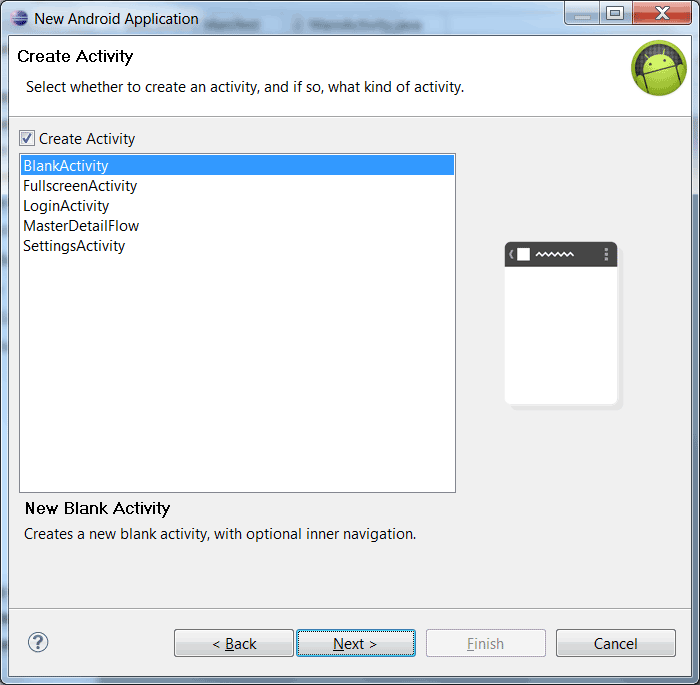 New Android Application
Create Activity
Select whether to create an activity, and if so, what kind of activity.
Create Activity
BlankActivity
FullscreenActivity
LoginActivity
MasterDetailFlow
SettingsActivity
New Blank Activity
Creates a new blank activity, with optional inner navigation.
?
< Back
Next >
Finish
Cancel